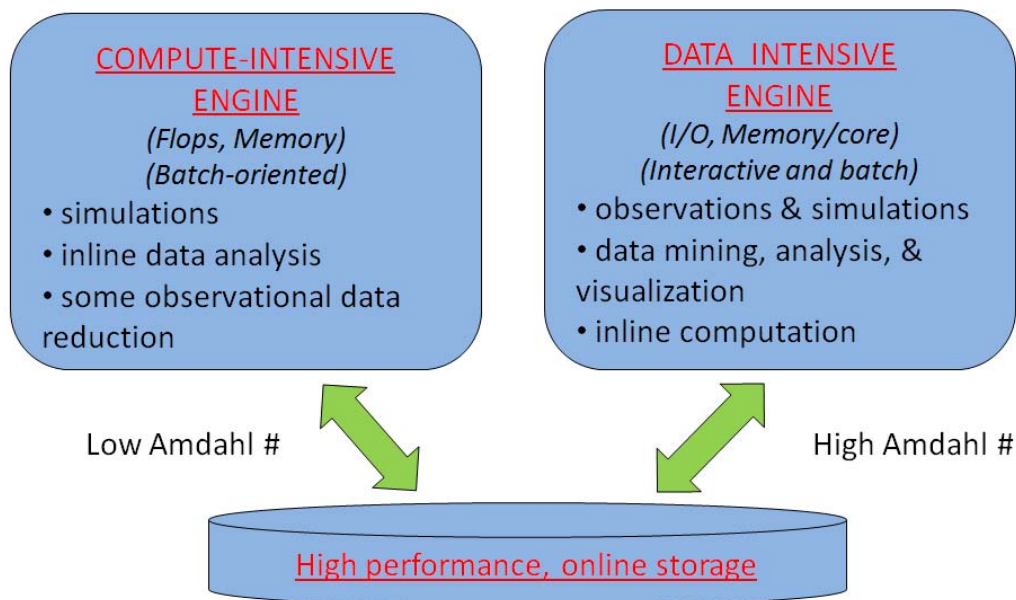 COMPUTE-INTENSIVE
ENGINE
(Flops, Memory)
(Batch-oriented)
• simulations
• inline data analysis
• some observational data
reduction
DATA INTENSIVE
ENGINE
(I/O, Memory/core)
(Interactive and batch)
• observations & simulations
• data mining, analysis, &
visualization
• inline computation
Low Amdahl #
High Amdahl #
High performance, online storage